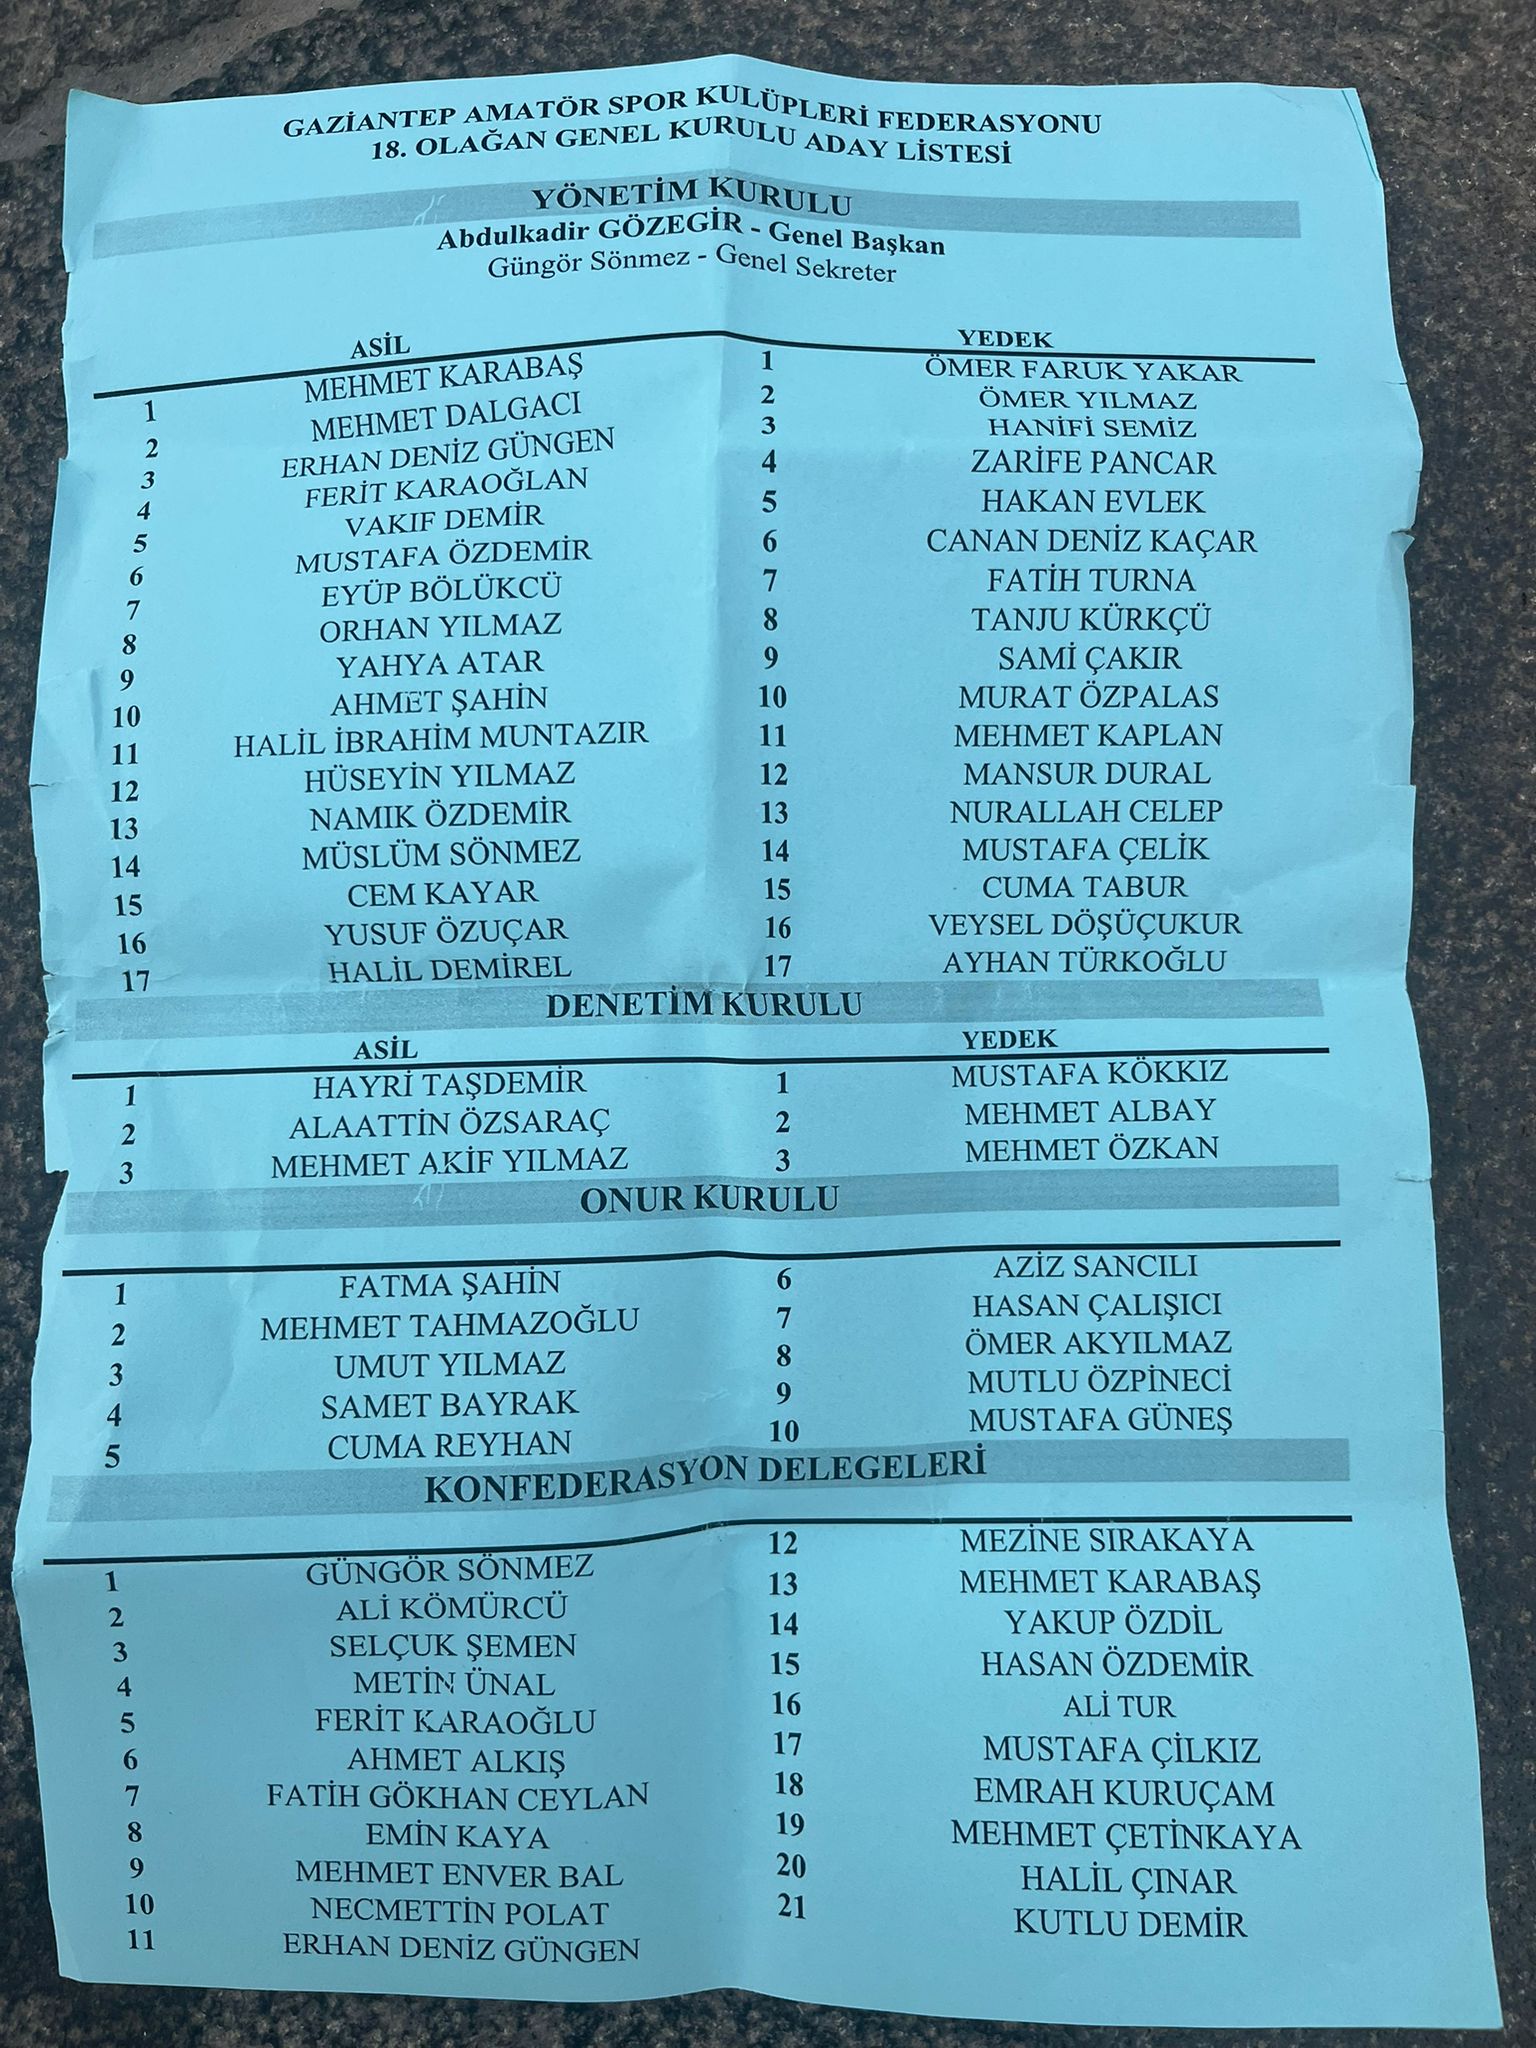 GAZİANTEP AMATÖR SPOR KULÜPLERİ FEDERASYONU
18. OLAĞAN GENEL KURULU ADAY LİSTESİ
YÖNETİM KURULU
Abdulkadir GÖZEGİR - Genel Başkan
Güngör Sönmez - Genel Sekreter
ASİL YEDEK
1 MEHMET KARABAŞ 1 ÖMER FARUK YAKAR
2 MEHMET DALGACI 2 ÖMER YILMAZ
3 ERHAN DENİZ GÜNGEN 3 HANİFİ SEMİZ
4 FERİT KARAOĞLAN 4 ZARİFE PANCAR
5 VAKIF DEMİR 5 HAKAN EVLEK
6 MUSTAFA ÖZDEMİR 6 CANAN DENİZ KAÇAR
7 EYÜP BÖLÜKCÜ 7 FATİH TURNA
8 ORHAN YILMAZ 8 TANJU KÜRKÇÜ
9 YAHYA ATAR 9 SAMİ ÇAKIR
10 AHMET ŞAHİN 10 MURAT ÖZPALAS
11 HALİL İBRAHİM MUNTAZIR 11 MEHMET KAPLAN
12 HÜSEYİN YILMAZ 12 MANSUR DURAL
13 NAMIK ÖZDEMİR 13 NURALLAH CELEP
14 MÜSLÜM SÖNMEZ 14 MUSTAFA ÇELİK
15 CEM KAYAR 15 CUMA TABUR
16 YUSUF ÖZUÇAR 16 VEYSEL DÖŞÜÇUKUR
17 HALİL DEMİREL 17 AYHAN TÜRKOĞLU
DENETİM KURULU
ASİL YEDEK
1 HAYRİ TAŞDEMİR 1 MUSTAFA KÖKKIZ
2 ALAATTİN ÖZSARAÇ 2 MEHMET ALBAY
3 MEHMET AKİF YILMAZ 3 MEHMET ÖZKAN
ONUR KURULU
1 FATMA ŞAHİN 6 AZİZ SANCILI
2 MEHMET TAHMAZOĞLU 7 HASAN ÇALIŞICI
3 UMUT YILMAZ 8 ÖMER AKYILMAZ
4 SAMET BAYRAK 9 MUTLU ÖZPİNECİ
5 CUMA REYHAN 10 MUSTAFA GÜNEŞ
KONFEDERASYON DELEGELERİ
1 GÜNGÖR SÖNMEZ 12 MEZİNE SIRAKAYA
2 ALİ KÖMÜRCÜ 13 MEHMET KARABAŞ
3 SELÇUK ŞEMEN 14 YAKUP ÖZDİL
4 METİN ÜNAL 15 HASAN ÖZDEMİR
5 FERİT KARAOĞLU 16 ALİ TUR
6 AHMET ALKIŞ 17 MUSTAFA ÇİLKIZ
7 FATİH GÖKHAN CEYLAN 18 EMRAH KURUÇAM
8 EMİN KAYA 19 MEHMET ÇETİNKAYA
9 MEHMET ENVER BAL 20 HALİL ÇINAR
10 NECMETTİN POLAT 21 KUTLU DEMİR
11 ERHAN DENİZ GÜNGEN